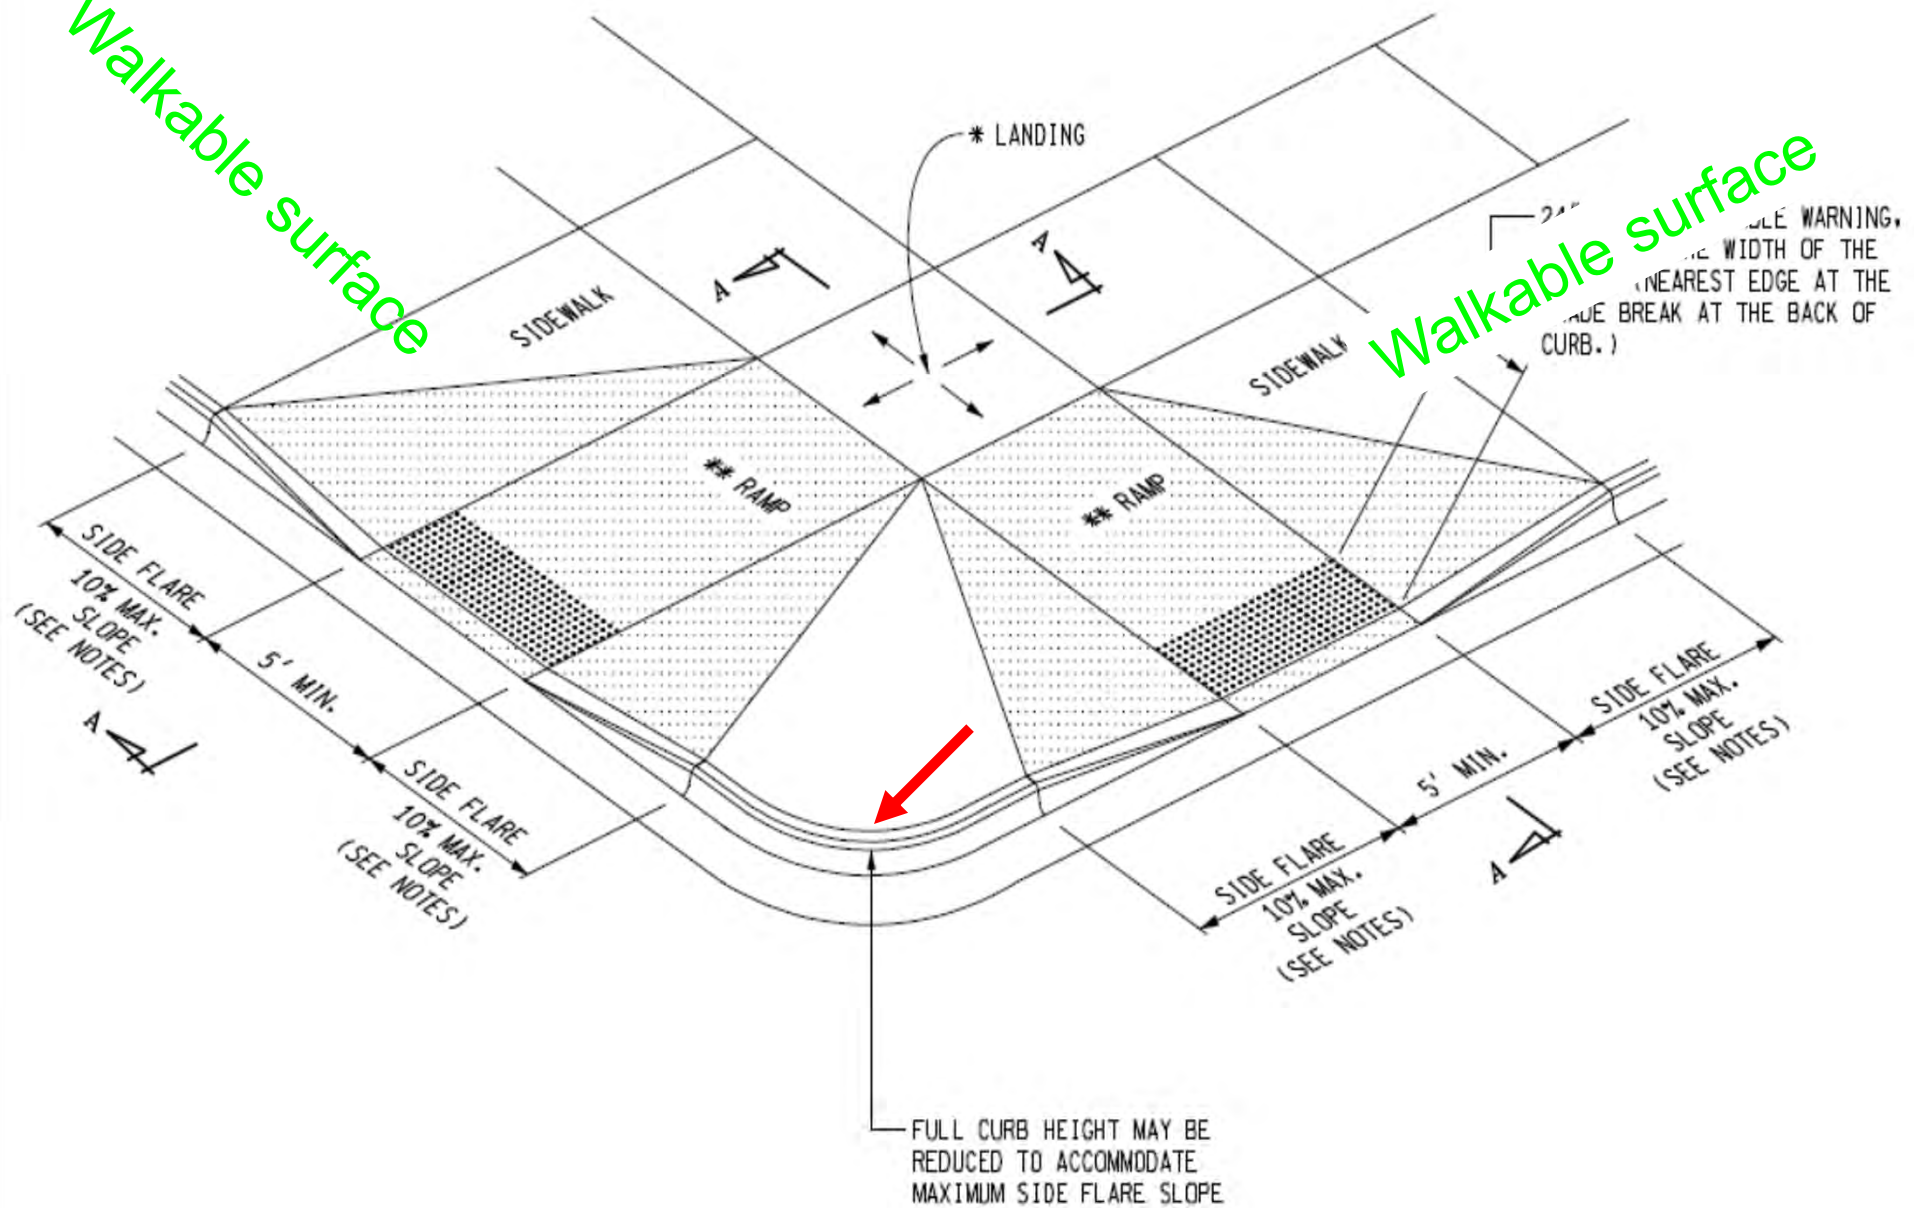 Walkable surface
* LANDING
Walkable surface
WARNING,
WIDTH OF THE
NEAREST EDGE AT THE
BREAK AT THE BACK OF
CURB.)
A
A
SIDEWALK
SIDEWALK
** RAMP
** RAMP
SIDE FLARE
10% MAX.
SLOPE
(SEE NOTES)
5' MIN.
SIDE FLARE
10% MAX.
SLOPE
(SEE NOTES)
A
SIDE FLARE
10% MAX.
SLOPE
(SEE NOTES)
5' MIN.
SIDE FLARE
10% MAX.
SLOPE
(SEE NOTES)
A
FULL CURB HEIGHT MAY BE
REDUCED TO ACCOMMODATE
MAXIMUM SIDE FLARE SLOPE